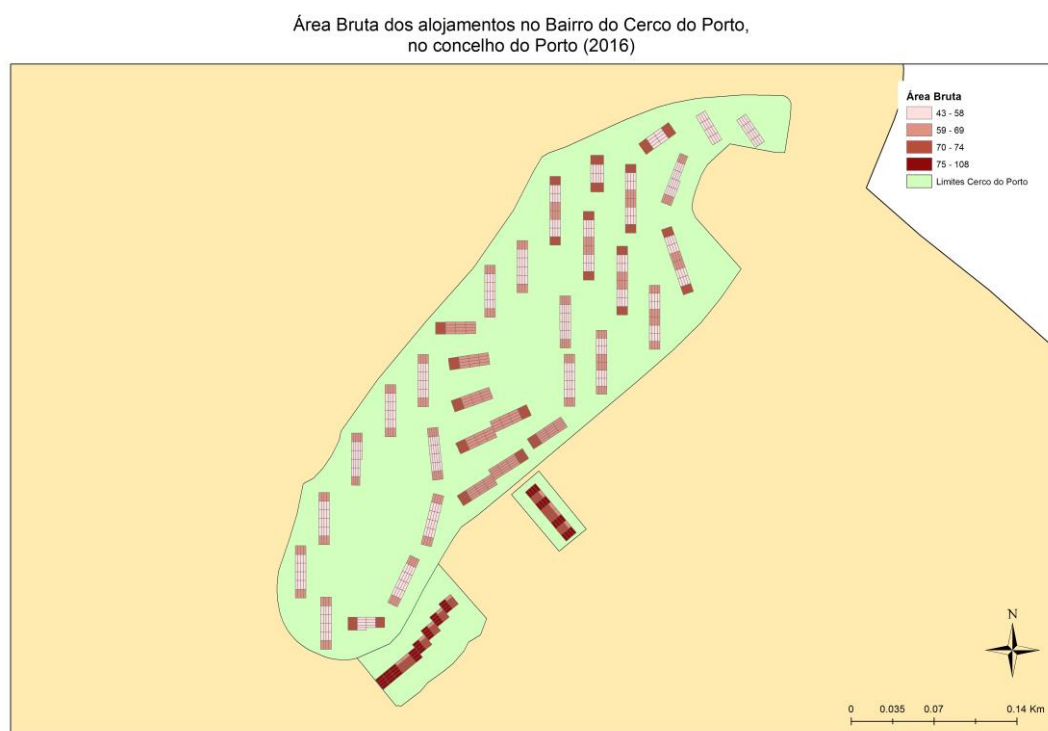 Área Bruta dos alojamentos no Bairro do Cerco do Porto,
no concelho do Porto (2016)
Área Bruta
43 - 58
59 - 69
70 - 74
75 - 108
Limites Cerco do Porto
N
0 0.035 0.07 0.14 Km